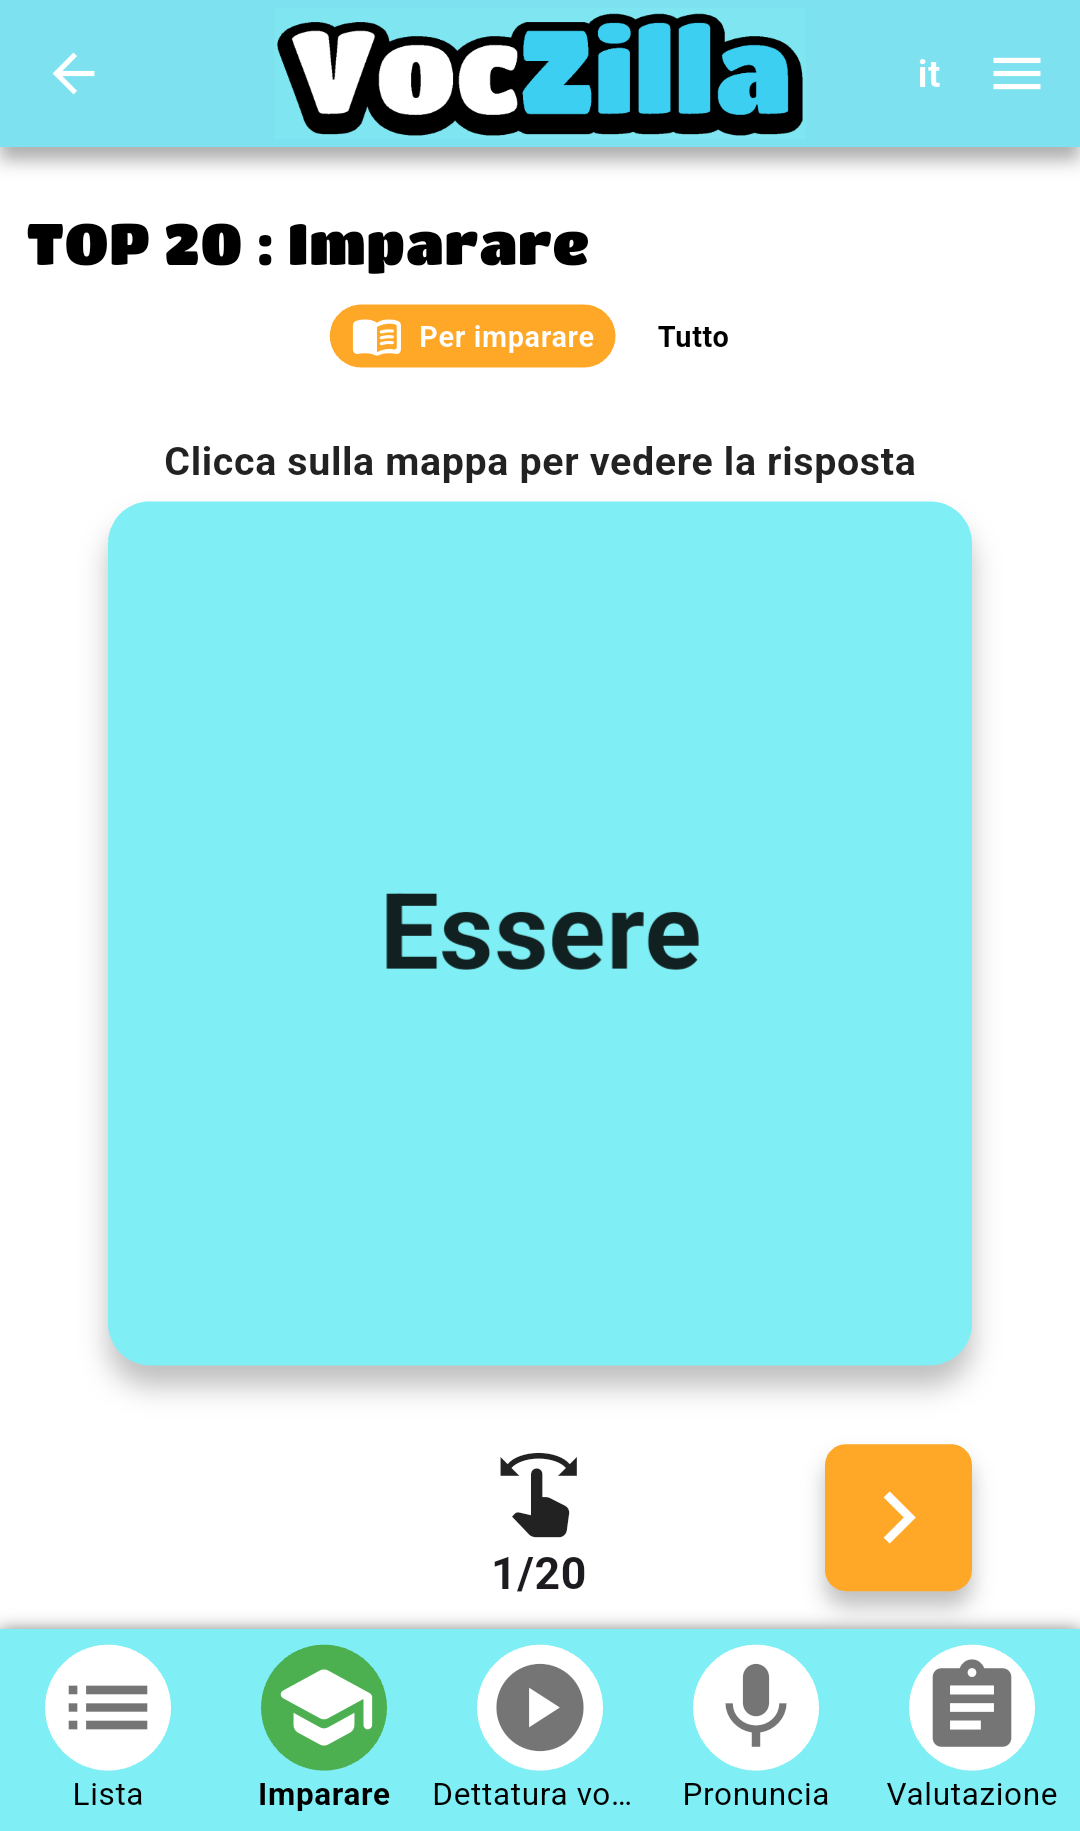 VocZilla
it
TOP 20 : Imparare
Per imparare
Tutto
Clicca sulla mappa per vedere la risposta
Essere
1/20
Lista
Imparare
Dettatura vo...
Pronuncia
Valutazione